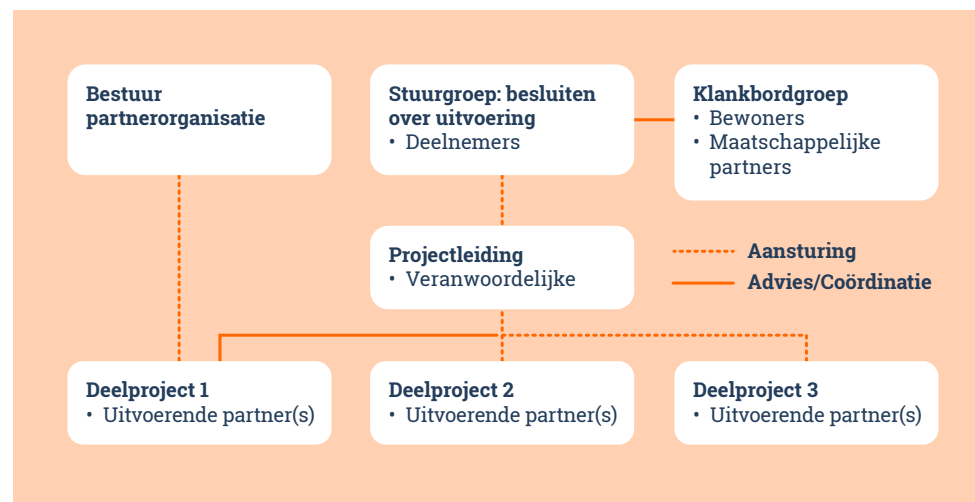 Bestuur
partnerorganisatie
Stuurgroep: besluiten
over uitvoering
• Deelnemers
Klankbordgroep
• Bewoners
• Maatschappelijke
partners
Projectleiding
• Veranwoordelijke
Aansturing
Advies/Coördinatie
Deelproject 1
• Uitvoerende partner(s)
Deelproject 2
• Uitvoerende partner(s)
Deelproject 3
• Uitvoerende partner(s)